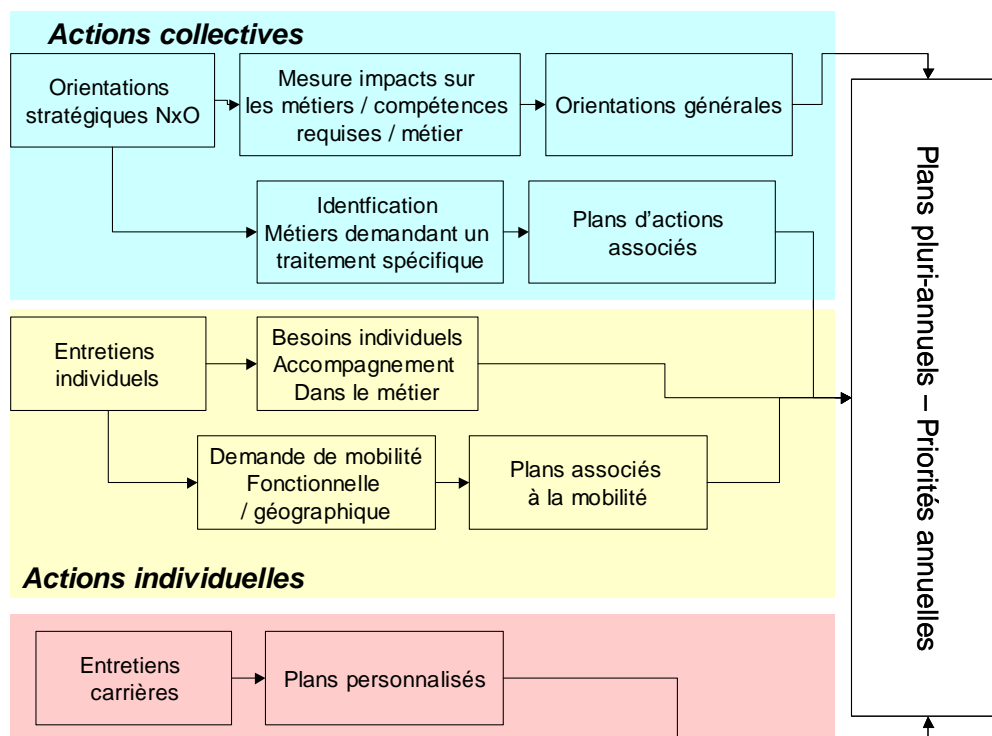 Actions collectives
Orientations
stratégiques NxO
Mesure impacts sur
les métiers / compétences
requises / métier
Orientations générales
Identfication
Métiers demandant un
traitement spécifique
Plans d'actions
associés
Entretiens
individuels
Besoins individuels
Accompagnement
Dans le métier
Demande de mobilité
Fonctionnelle
/ géographique
Plans associés
à la mobilité
Actions individuelles
Entretiens
carrières
Plans personnalisés
Plans pluri-annuels – Priorités annuelles